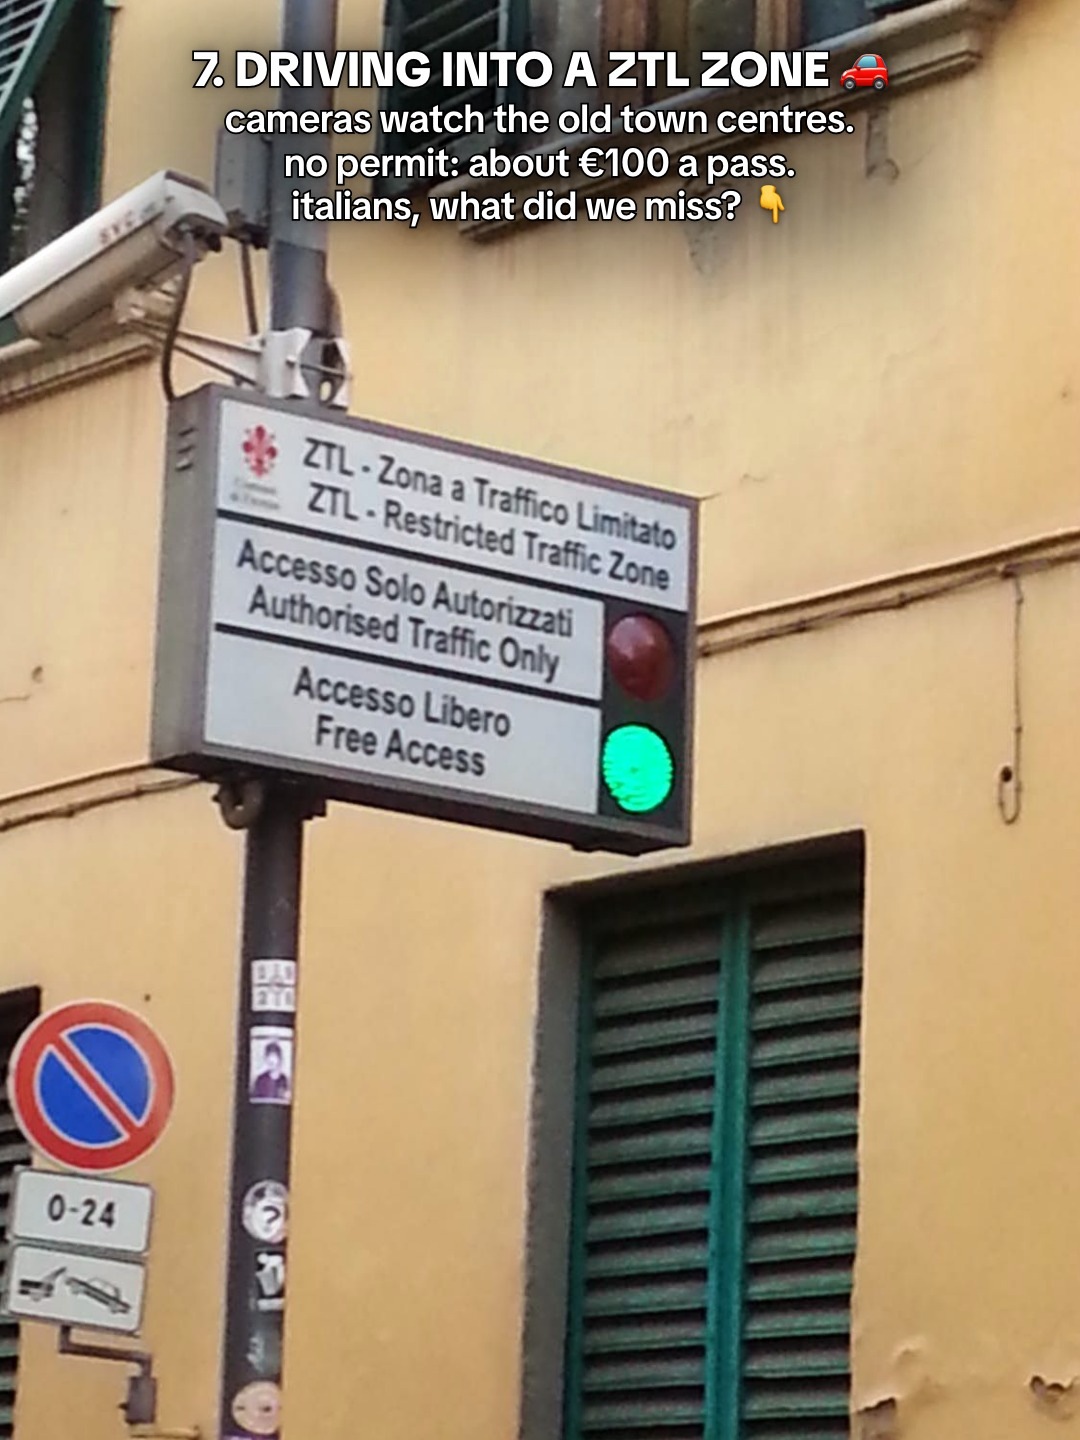 7. DRIVING INTO A ZTL ZONE 🚗
cameras watch the old town centres.
no permit: about €100 a pass.
italians, what did we miss? 👇
ZTL - Zona a Traffico Limitato
ZTL - Restricted Traffic Zone
Accesso Solo Autorizzati
Authorised Traffic Only
Accesso Libero
Free Access
0-24
?